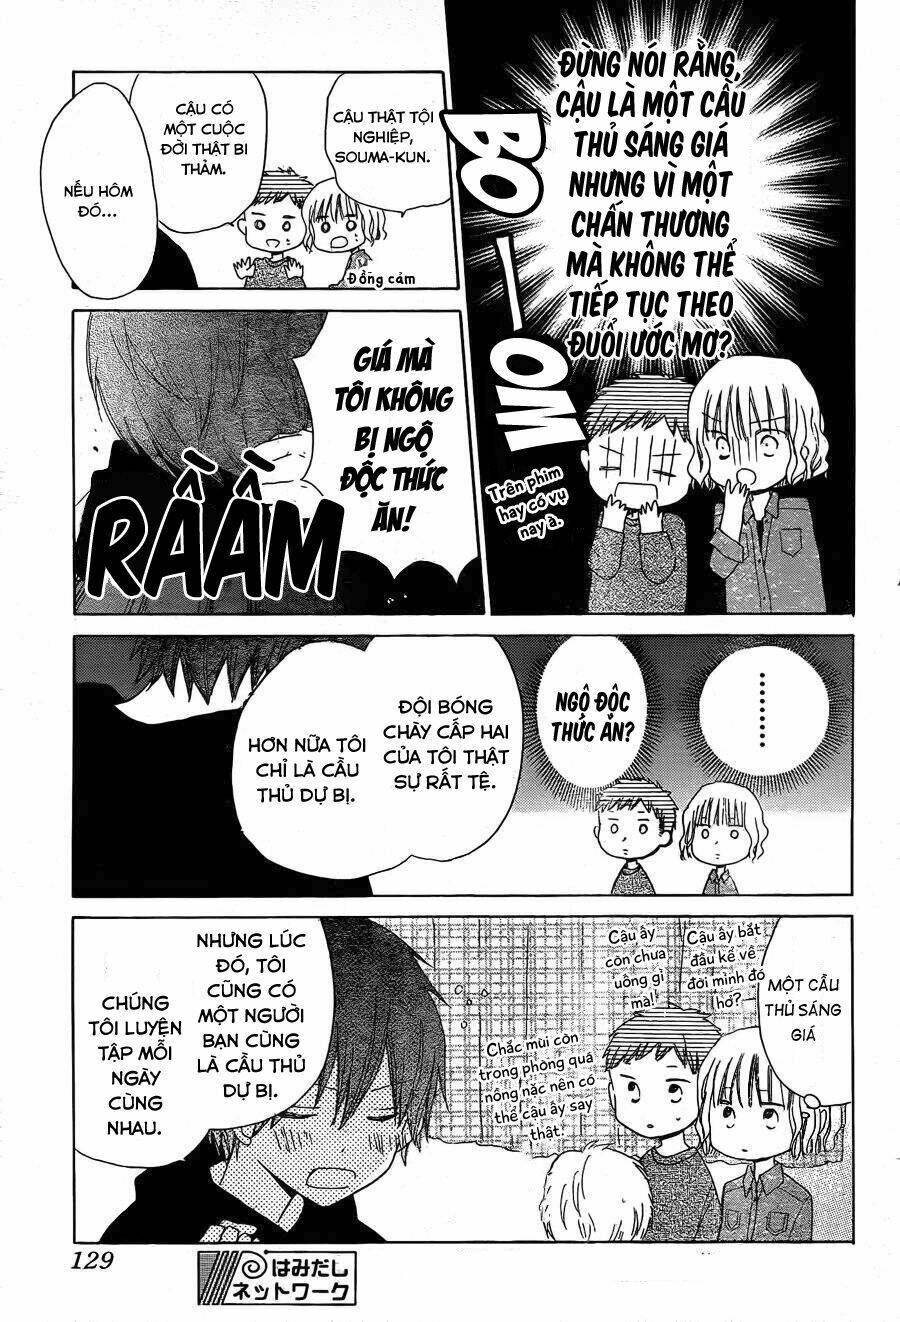 ĐỪNG NÓI RẰNG,
CẬU LÀ MỘT CẦU
THỦ SÁNG GIÁ
NHƯNG VÌ MỘT
CHẤN THƯƠNG
MÀ KHÔNG THỂ
TIẾP TỤC THEO
ĐUỔI ƯỚC MƠ?
BO—OM
Trên phim
hay có vụ
này à.
CẬU THẬT TỘI
NGHIỆP,
SOUMA-KUN.
CẬU CÓ
MỘT CUỘC
ĐỜI THẬT BI
THẢM.
Đồng cảm
NẾU HÔM
ĐÓ...
GIÁ MÀ
TÔI KHÔNG
BỊ NGỘ
ĐỘC THỨC
ĂN!
RẦẦM
.........
NGỘ ĐỘC
THỨC ĂN?
ĐỘI BÓNG
CHÀY CẤP HAI
CỦA TÔI THẬT
SỰ RẤT TỆ.
HƠN NỮA TÔI
CHỈ LÀ CẦU
THỦ DỰ BỊ.
MỘT CẦU
THỦ SÁNG
GIÁ
Cậu ấy bắt
đầu kể về
đời mình đó
hở?
Cậu ấy
còn chưa
uống gì
mà!
Chắc mùi còn
trong phòng quá
nồng nặc nên có
thể cậu ấy say
thật.
NHƯNG LÚC
ĐÓ, TÔI
CŨNG CÓ
MỘT NGƯỜI
BẠN CÙNG
LÀ CẦU THỦ
DỰ BỊ.
CHÚNG
TÔI LUYỆN
TẬP MỖI
NGÀY
CÙNG
NHAU.
129
はみだし
ネットワーク